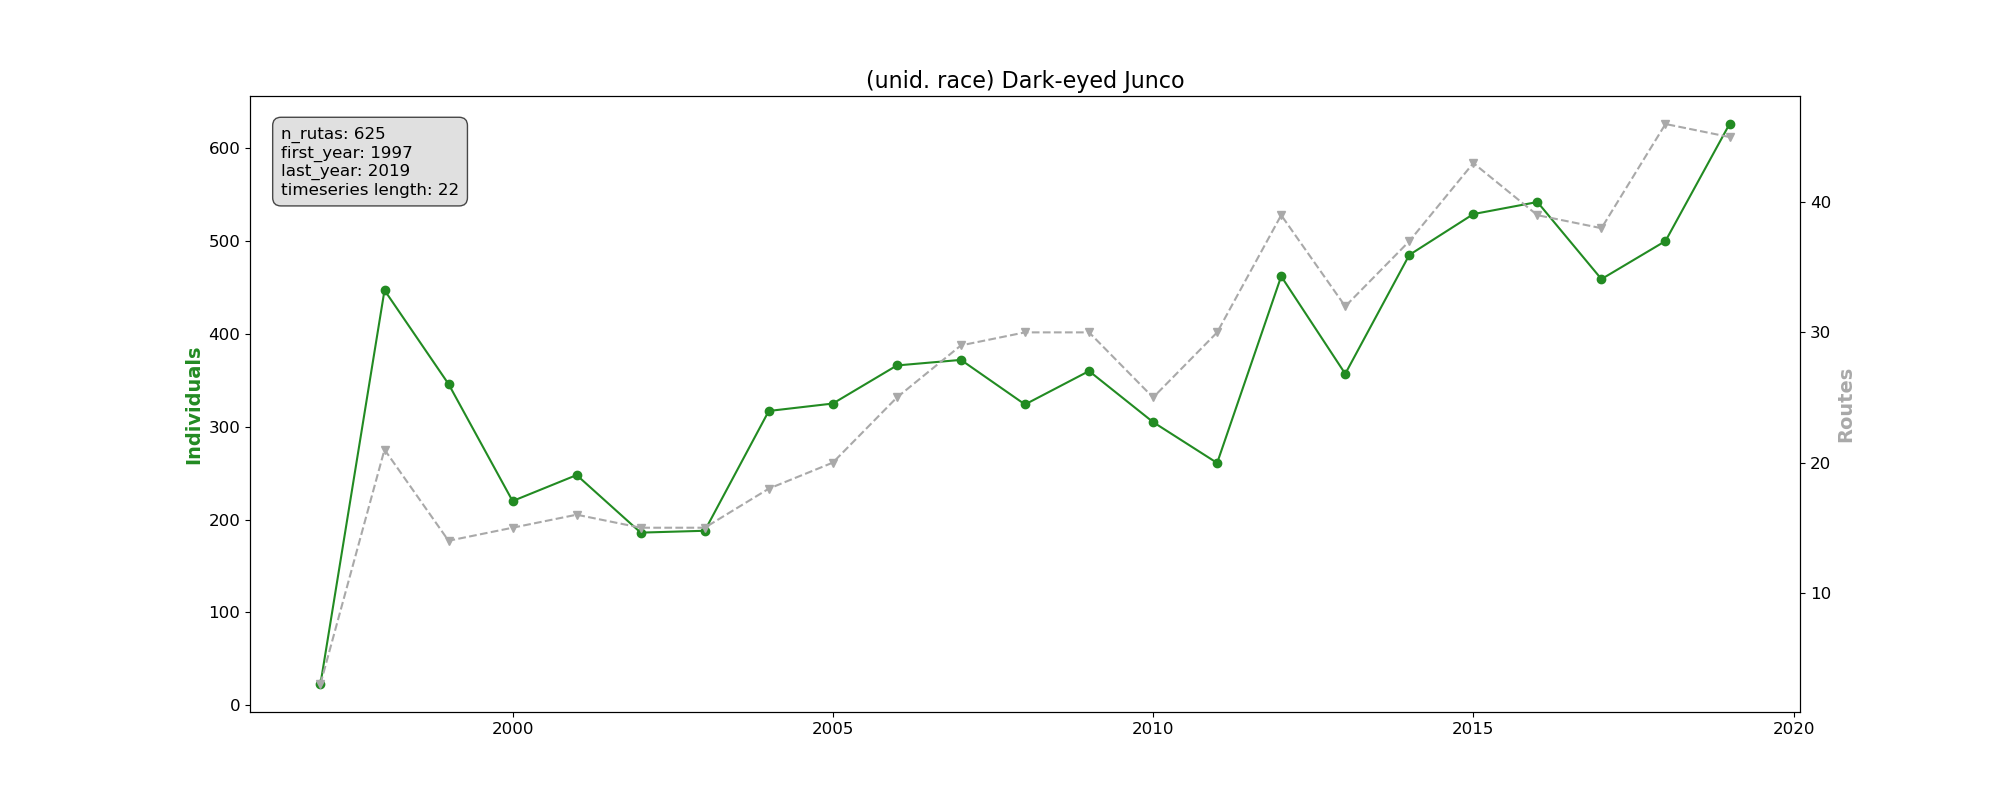 (unid. race) Dark-eyed Junco
n_rutas: 625
first_year: 1997
last_year: 2019
timeseries length: 22
600
500
400
300
200
100
0
Individuals
40
30
20
10
Routes
2000 2005 2010 2015 2020